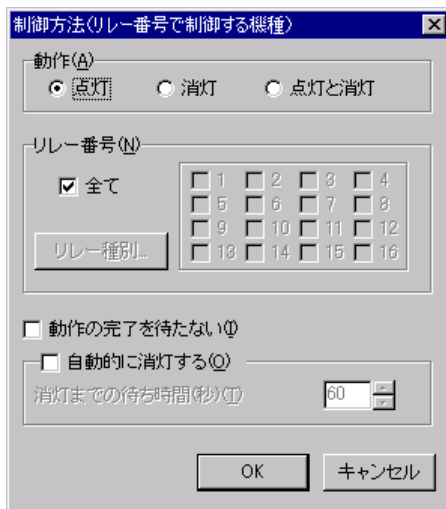 制御方法(リレー番号で制御する機種)
動作(A)
点灯 消灯 点灯と消灯
リレー番号(N)
全て
1 2 3 4
5 6 7 8
9 10 11 12
リレー種別...
13 14 15 16
動作の完了を待たない(I)
自動的に消灯する(O)
消灯までの待ち時間(秒)(T) 60
OK キャンセル